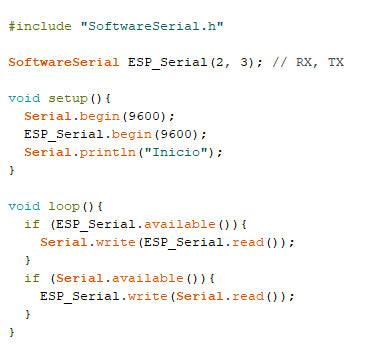 #include "SoftwareSerial.h"
SoftwareSerial ESP_Serial(2, 3); // RX, TX
void setup(){
  Serial.begin(9600);
  ESP_Serial.begin(9600);
  Serial.println("Inicio");
}
void loop(){
  if (ESP_Serial.available()){
    Serial.write(ESP_Serial.read());
  }
  if (Serial.available()){
    ESP_Serial.write(Serial.read());
  }
}